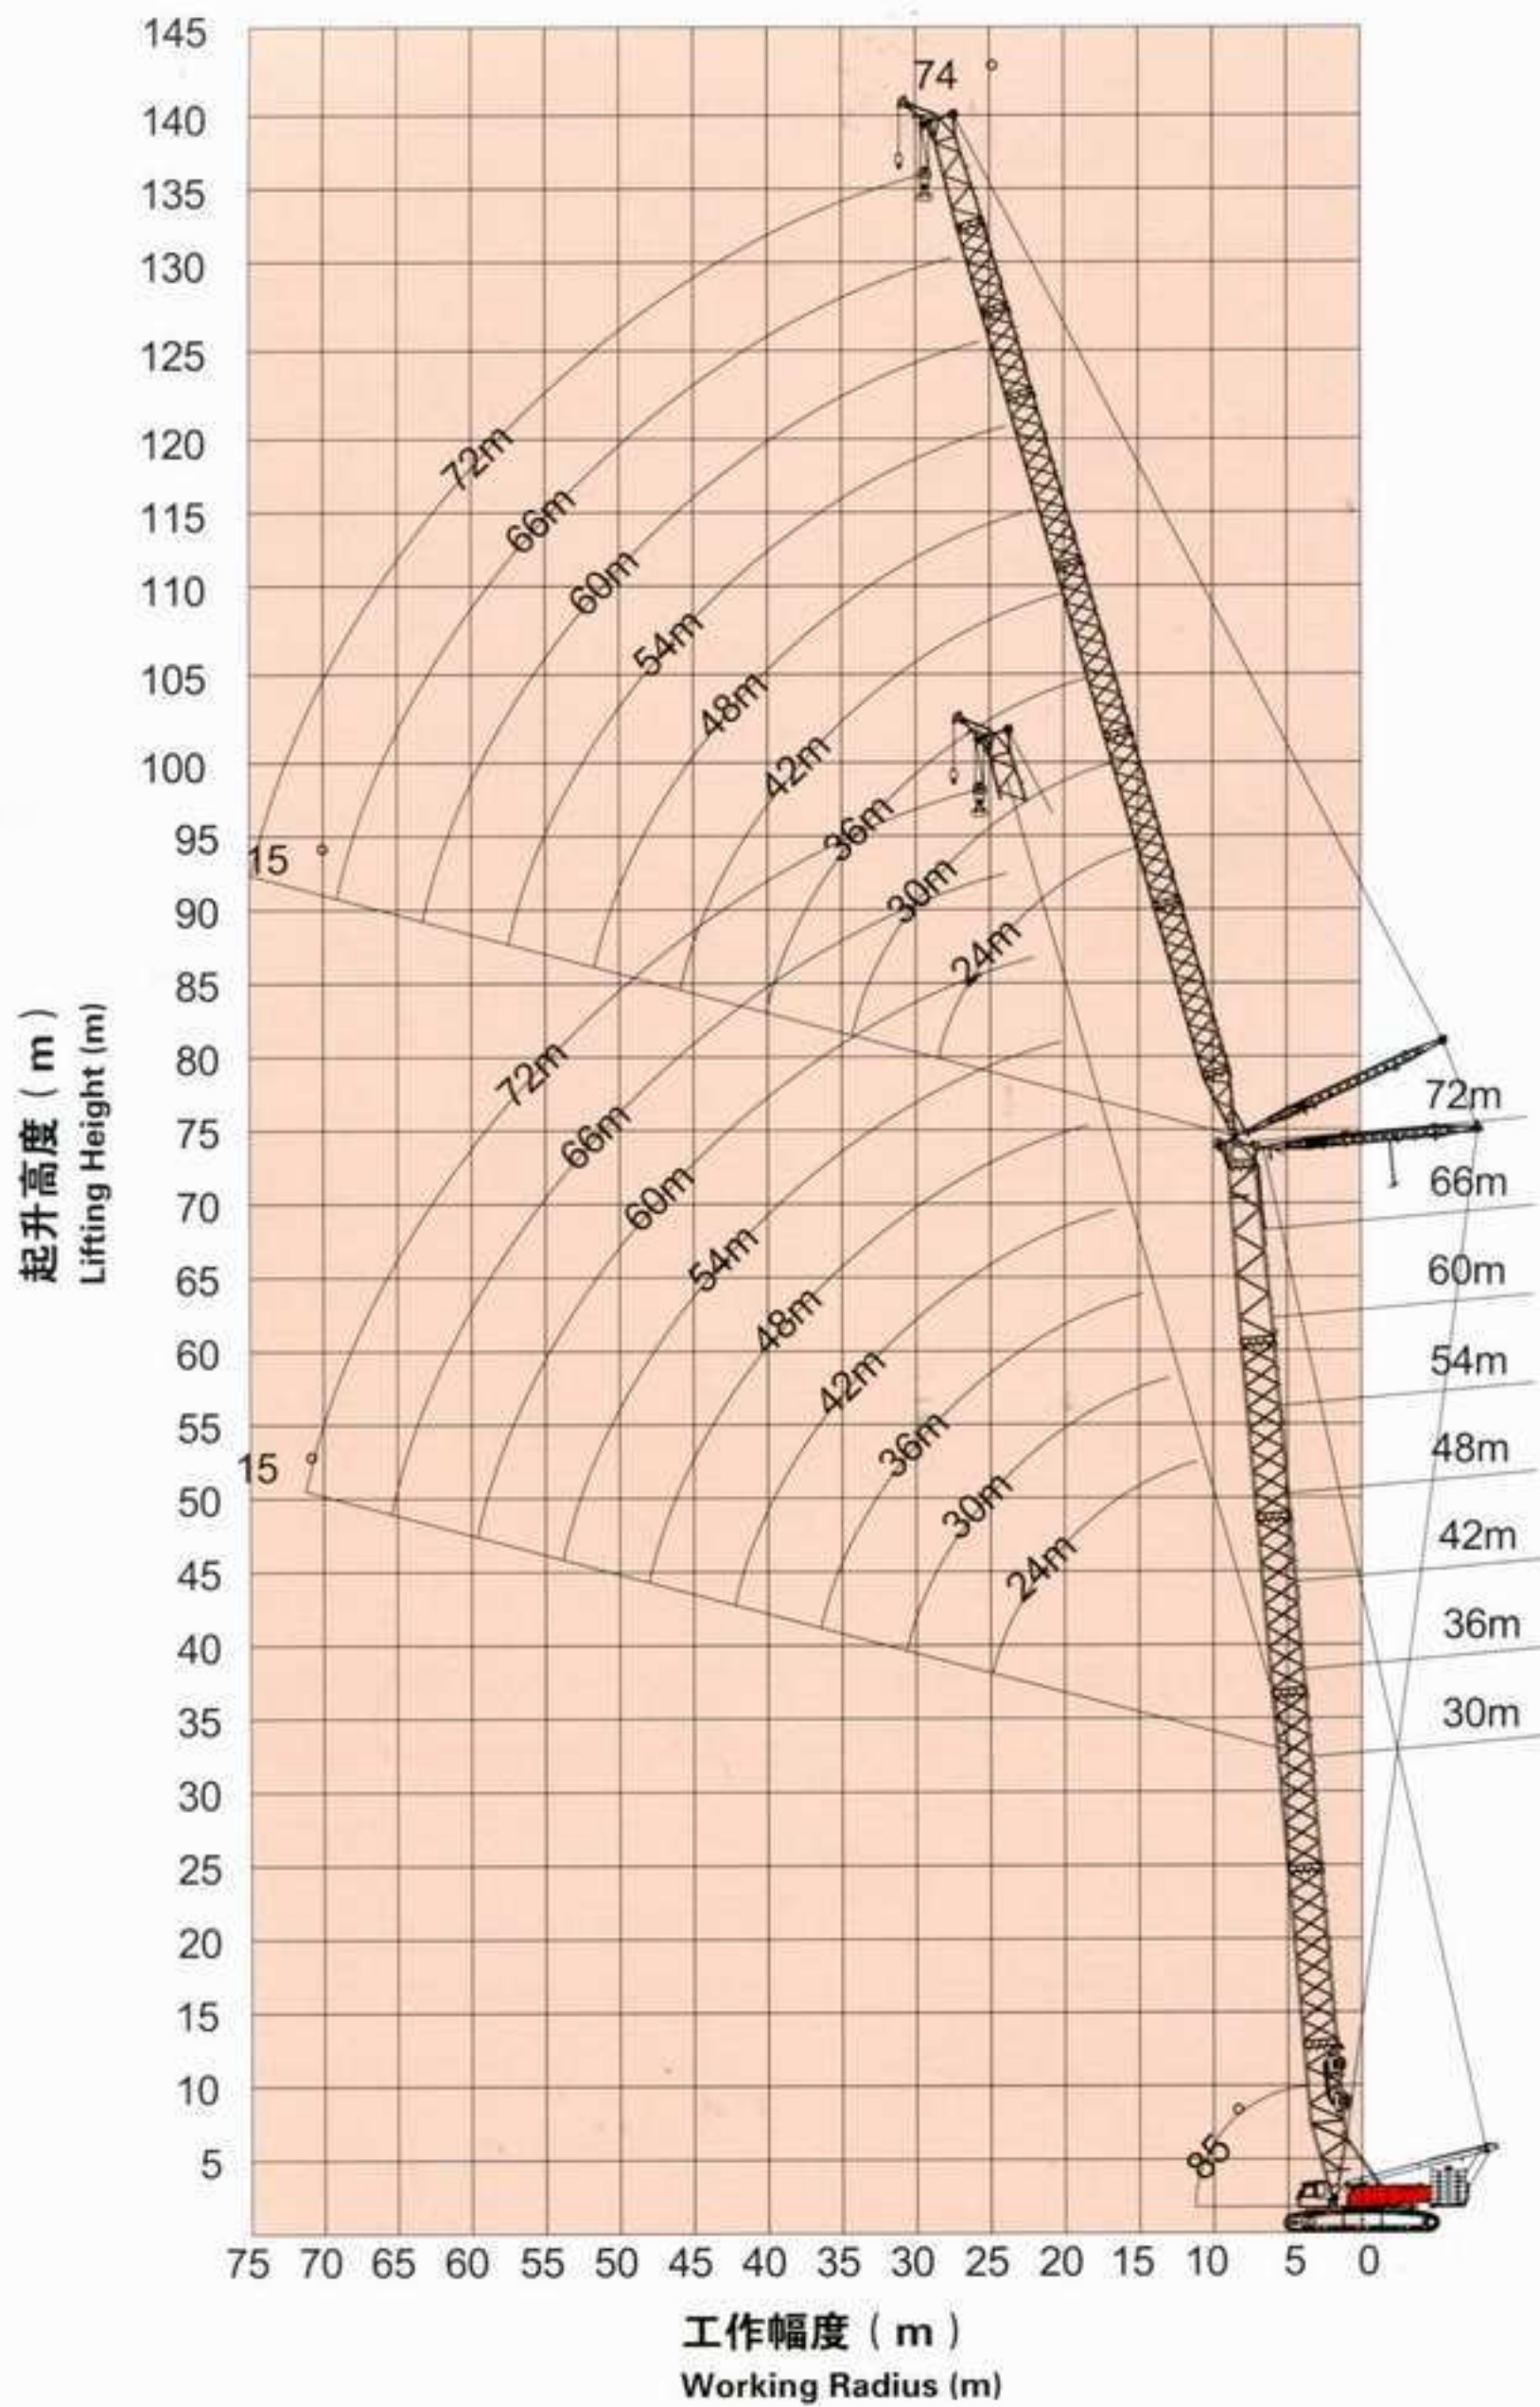 145
140
135
130
125
120
115
110
105
100
95
90
85
80
75
70
65
60
55
50
45
40
35
30
25
20
15
10
5
起升高度(m)
Lifting Height (m)
74°
72m
66m
60m
54m
48m
42m
36m
30m
24m
15°
72m
66m
60m
54m
48m
42m
36m
30m
24m
15°
72m
66m
60m
54m
48m
42m
36m
30m
85°
75 70 65 60 55 50 45 40 35 30 25 20 15 10 5 0
工作幅度(m)
Working Radius (m)